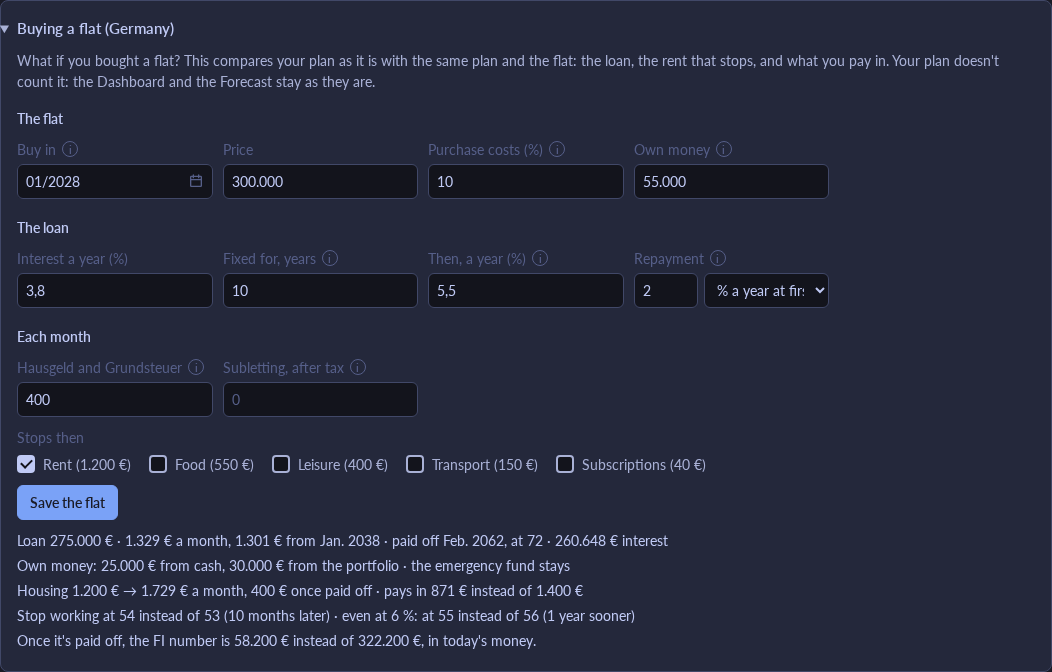 Buying a flat (Germany)
What if you bought a flat? This compares your plan as it is with the same plan and the flat: the loan, the rent that stops, and what you pay in. Your plan doesn't
count it: the Dashboard and the Forecast stay as they are.
The flat
Buy in Price Purchase costs (%) Own money
01/2028 300.000 10 55.000
The loan
Interest a year (%) Fixed for, years Then, a year (%) Repayment
3,8 10 5,5 2 % a year at
Each month
Hausgeld and Grundsteuer Subletting, after tax
400 0
Stops then
Rent (1.200 €) Food (550 €) Leisure (400 €) Transport (150 €) Subscriptions (40 €)
Save the flat
Loan 275.000 € · 1.329 € a month, 1.301 € from Jan. 2038 · paid off Feb. 2062, at 72 · 260.648 € interest
Own money: 25.000 € from cash, 30.000 € from the portfolio · the emergency fund stays
Housing 1.200 € → 1.729 € a month, 400 € once paid off · pays in 871 € instead of 1.400 €
Stop working at 54 instead of 53 (10 months later) · even at 6 %: at 55 instead of 56 (1 year sooner)
Once it's paid off, the FI number is 58.200 € instead of 322.200 €, in today's money.